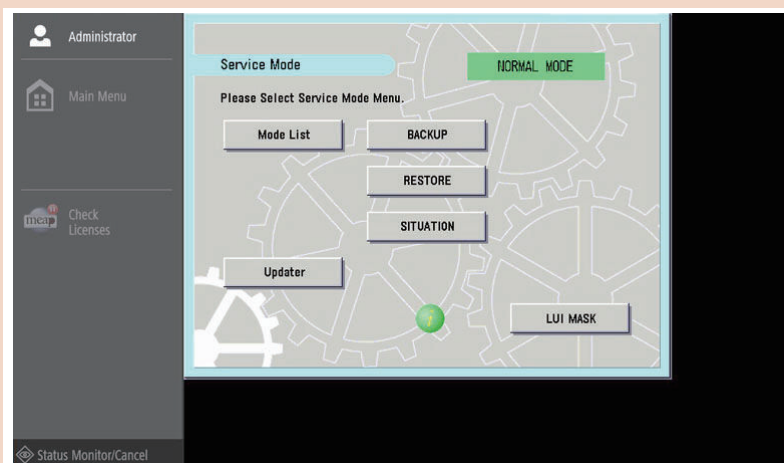 Administrator
Main Menu
meap
Check
Licenses
Status Monitor/Cancel
Service Mode
NORMAL MODE
Please Select Service Mode Menu.
Mode List
BACKUP
RESTORE
SITUATION
Updater
i
LUI MASK